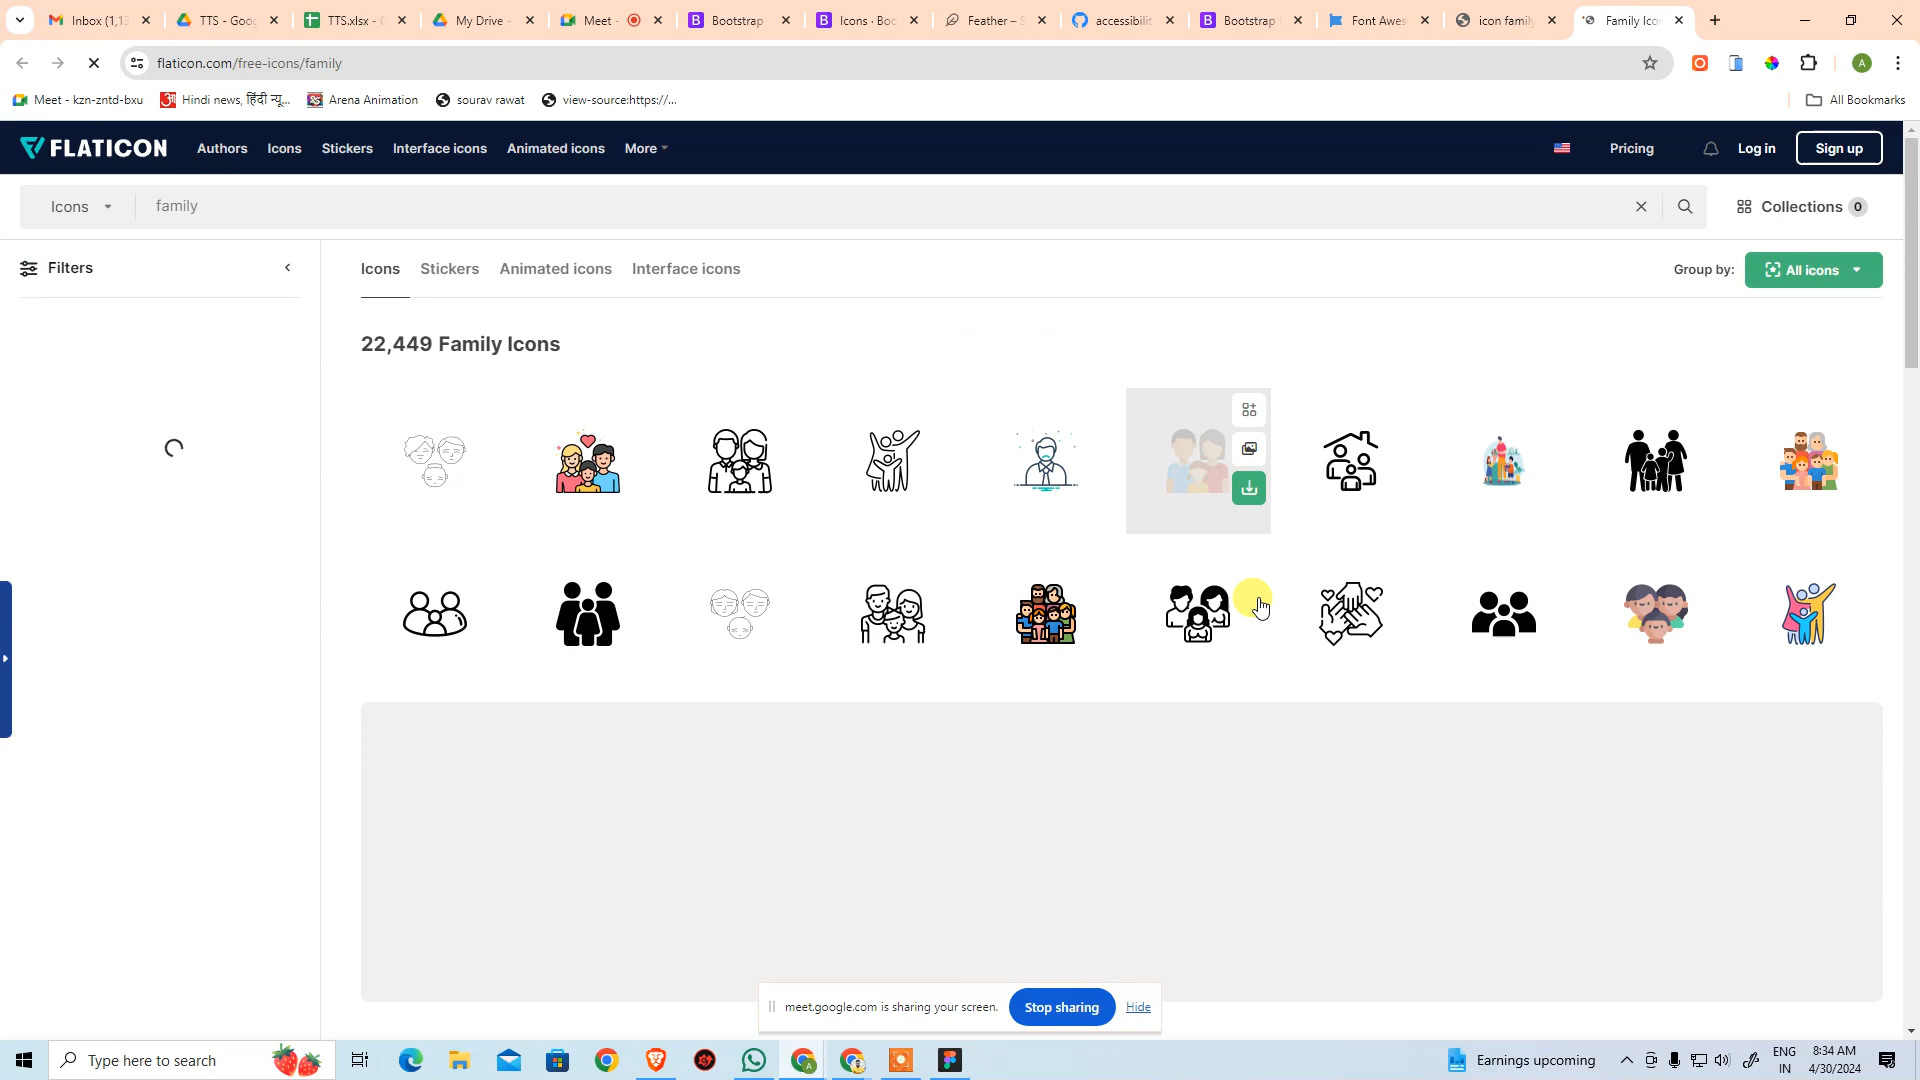 Inbox (1,13
TTS - Goog
TTS.xlsx - G
My Drive -
Meet -
Bootstrap
Icons · Boo
Feather – S
accessibilit
Bootstrap
Font Awes
icon family
Family Ico
flaticon.com/free-icons/family
Meet - kzn-zntd-bxu
Hindi news, हिंदी न्यू...
Arena Animation
sourav rawat
view-source:https://...
All Bookmarks
FLATICON
Authors
Icons
Stickers
Interface icons
Animated icons
More
Pricing
Log in
Sign up
Icons
family
Collections 0
Filters
Icons
Stickers
Animated icons
Interface icons
Group by:
All icons
22,449 Family Icons
meet.google.com is sharing your screen.
Stop sharing
Hide
Type here to search
Earnings upcoming
ENG
IN
8:34 AM
4/30/2024